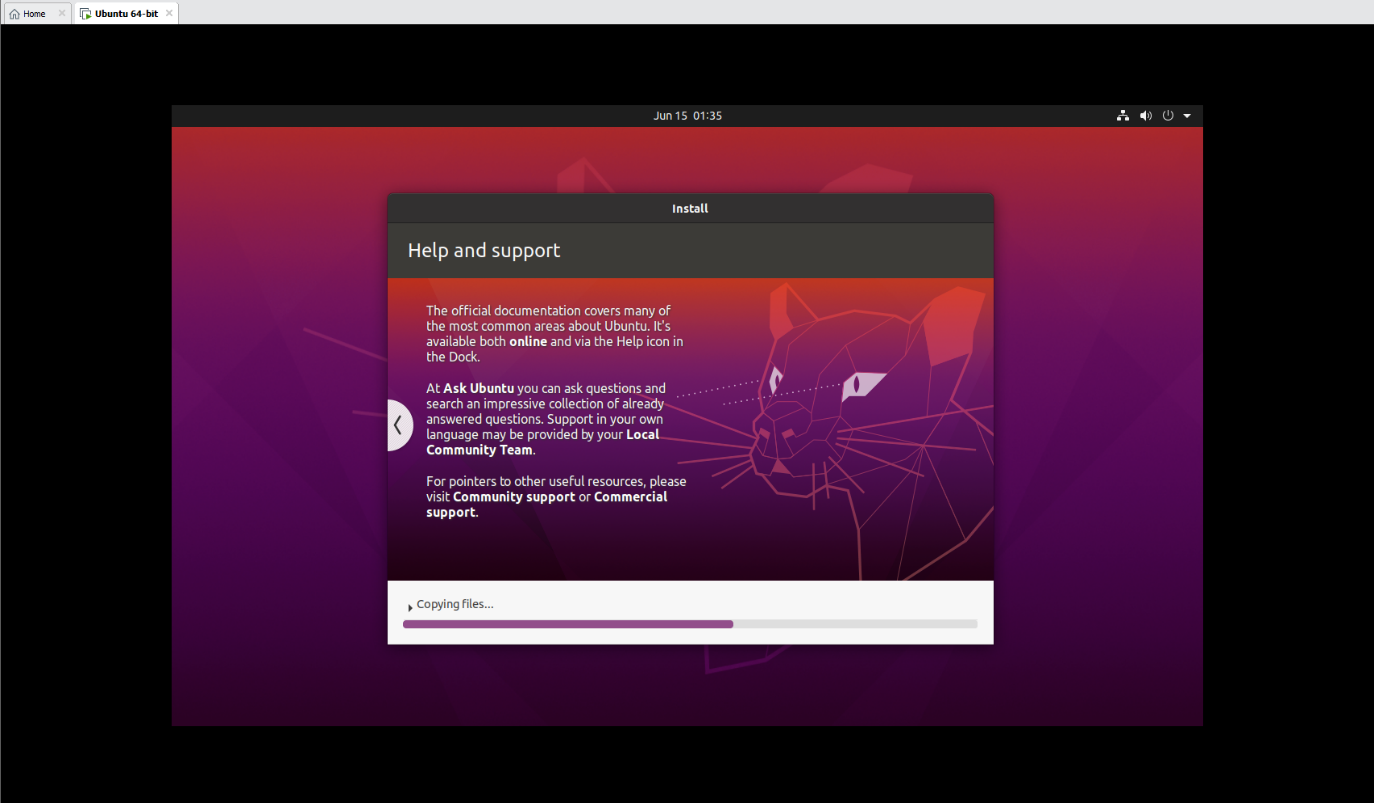 Home
Ubuntu 64-bit
Jun 15 01:35
Install
Help and support
The official documentation covers many of
the most common areas about Ubuntu. It's
available both online and via the Help icon in
the Dock.
At Ask Ubuntu you can ask questions and
search an impressive collection of already
answered questions. Support in your own
language may be provided by your Local
Community Team.
For pointers to other useful resources, please
visit Community support or Commercial
support.
Copying files...